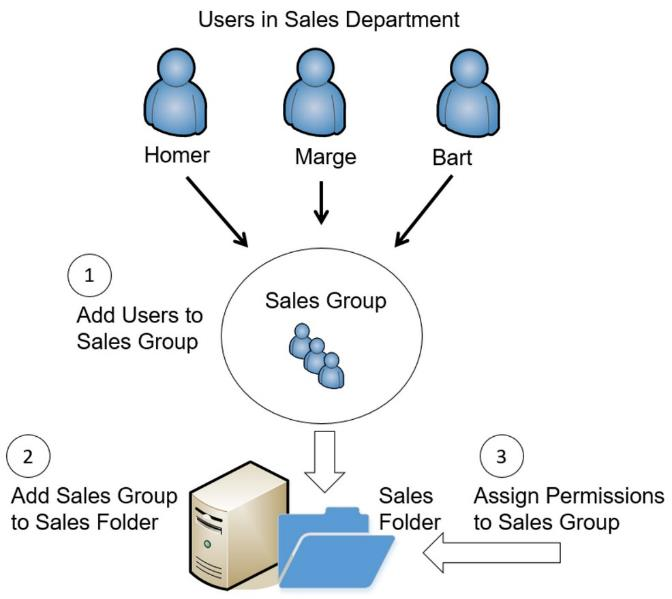 Users in Sales Department
Homer
Marge
Bart
1
Add Users to
Sales Group
Sales Group
2
Add Sales Group
to Sales Folder
Sales
Folder
3
Assign Permissions
to Sales Group